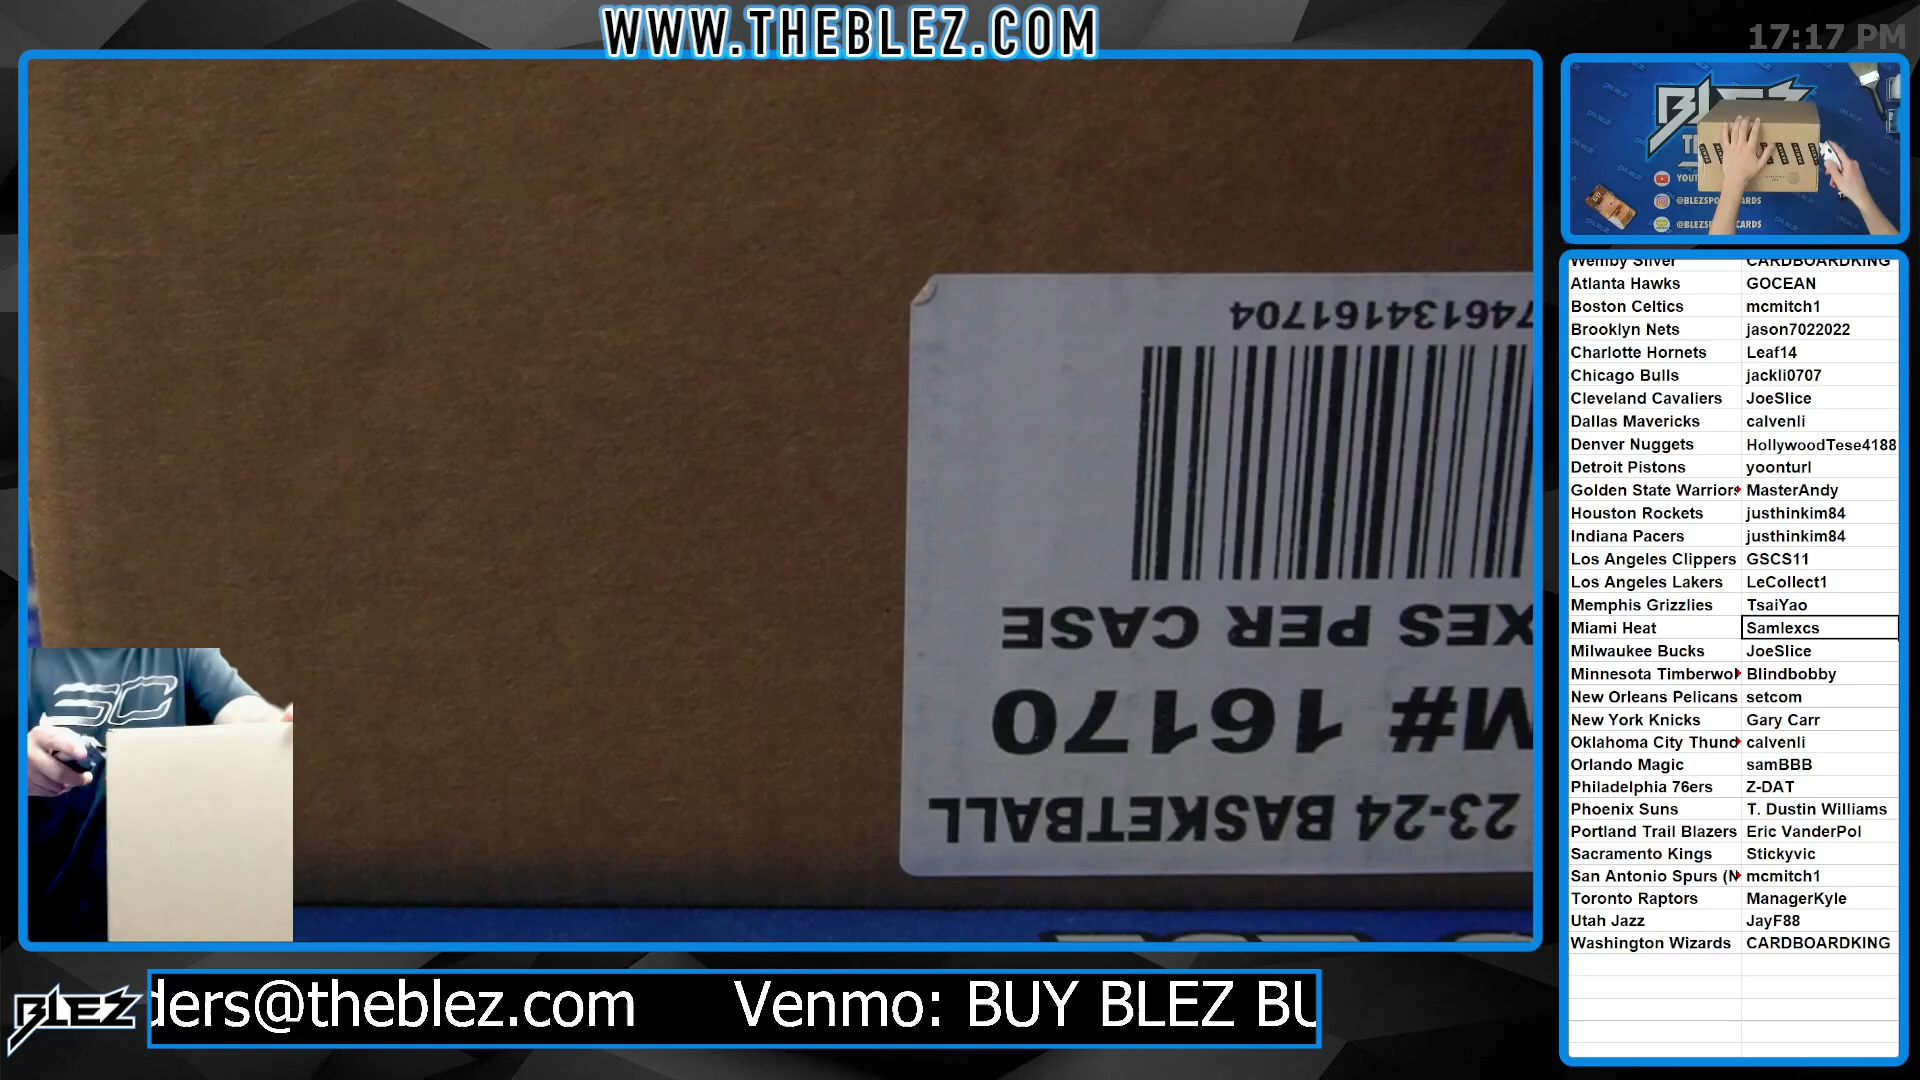 WWW.THEBLEZ.COM
17:17 PM
746134161704
XES PER CASE
M# 16170
23-24 BASKETBALL
BLEZ
@BLEZSPO
CARDS
Wemby Silver CARDBOARDKING
Atlanta Hawks GOCEAN
Boston Celtics mcmitch1
Brooklyn Nets jason7022022
Charlotte Hornets Leaf14
Chicago Bulls jackli0707
Cleveland Cavaliers JoeSlice
Dallas Mavericks calvenli
Denver Nuggets HollywoodTese4188
Detroit Pistons yoonturl
Golden State Warriors MasterAndy
Houston Rockets justhinkim84
Indiana Pacers justhinkim84
Los Angeles Clippers GSCS11
Los Angeles Lakers LeCollect1
Memphis Grizzlies TsaiYao
Miami Heat Samlexcs
Milwaukee Bucks JoeSlice
Minnesota Timberwol Blindbobby
New Orleans Pelicans setcom
New York Knicks Gary Carr
Oklahoma City Thund calvenli
Orlando Magic samBBB
Philadelphia 76ers Z-DAT
Phoenix Suns T. Dustin Williams
Portland Trail Blazers Eric VanderPol
Sacramento Kings Stickyvic
San Antonio Spurs (N mcmitch1
Toronto Raptors ManagerKyle
Utah Jazz JayF88
Washington Wizards CARDBOARDKING
BLEZ
ders@theblez.com Venmo: BUY BLEZ BU